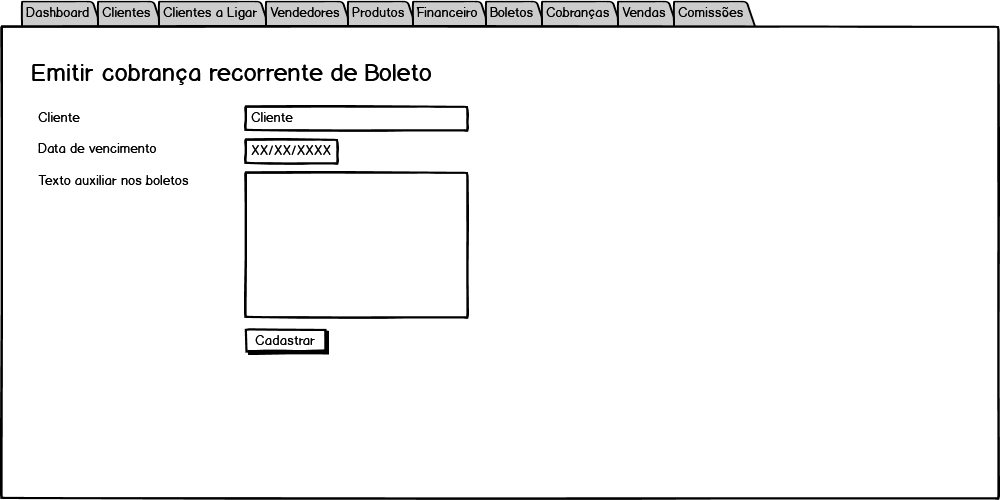 Dashboard Clientes Clientes a Ligar Vendedores Produtos Financeiro Boletos Cobranças Vendas Comissões
Emitir cobrança recorrente de Boleto
Cliente Cliente
Data de vencimento XX/XX/XXXX
Texto auxiliar nos boletos
Cadastrar